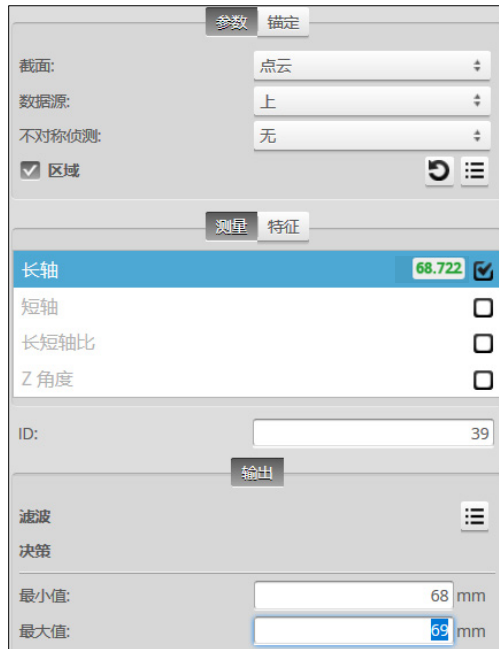 参数 锚定
截面: 点云
数据源: 上
不对称侦测: 无
区域
测量 特征
长轴 68.722
短轴
长短轴比
Z 角度
ID: 39
输出
滤波
决策
最小值: 68 mm
最大值: 69 mm